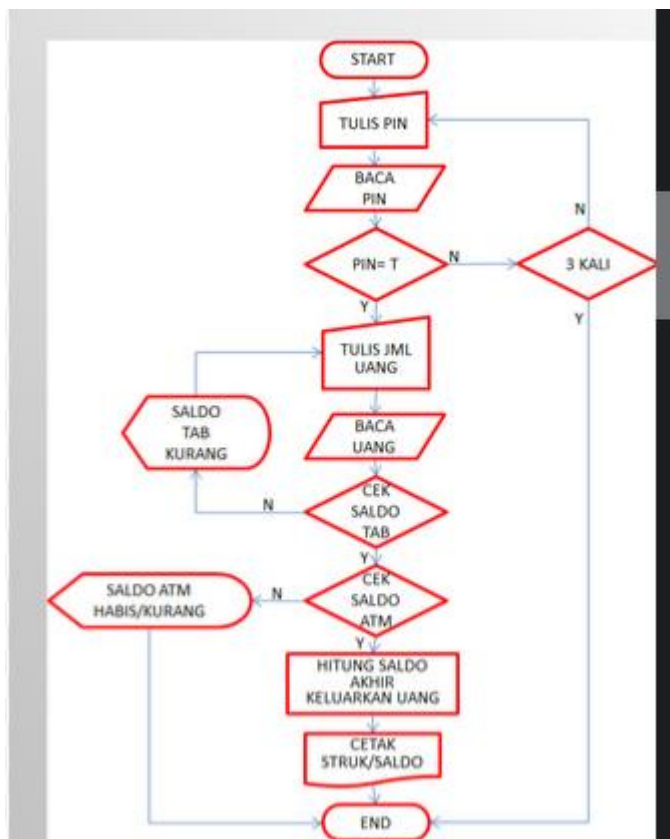 START
TULIS PIN
BACA
PIN
N
PIN= T
N
3 KALI
Y
Y
TULIS JML
UANG
SALDO
TAB
KURANG
BACA
UANG
CEK
SALDO
TAB
N
Y
SALDO ATM
HABIS/KURANG
N
CEK
SALDO
ATM
Y
HITUNG SALDO
AKHIR
KELUARKAN UANG
CETAK
STRUK/SALDO
END